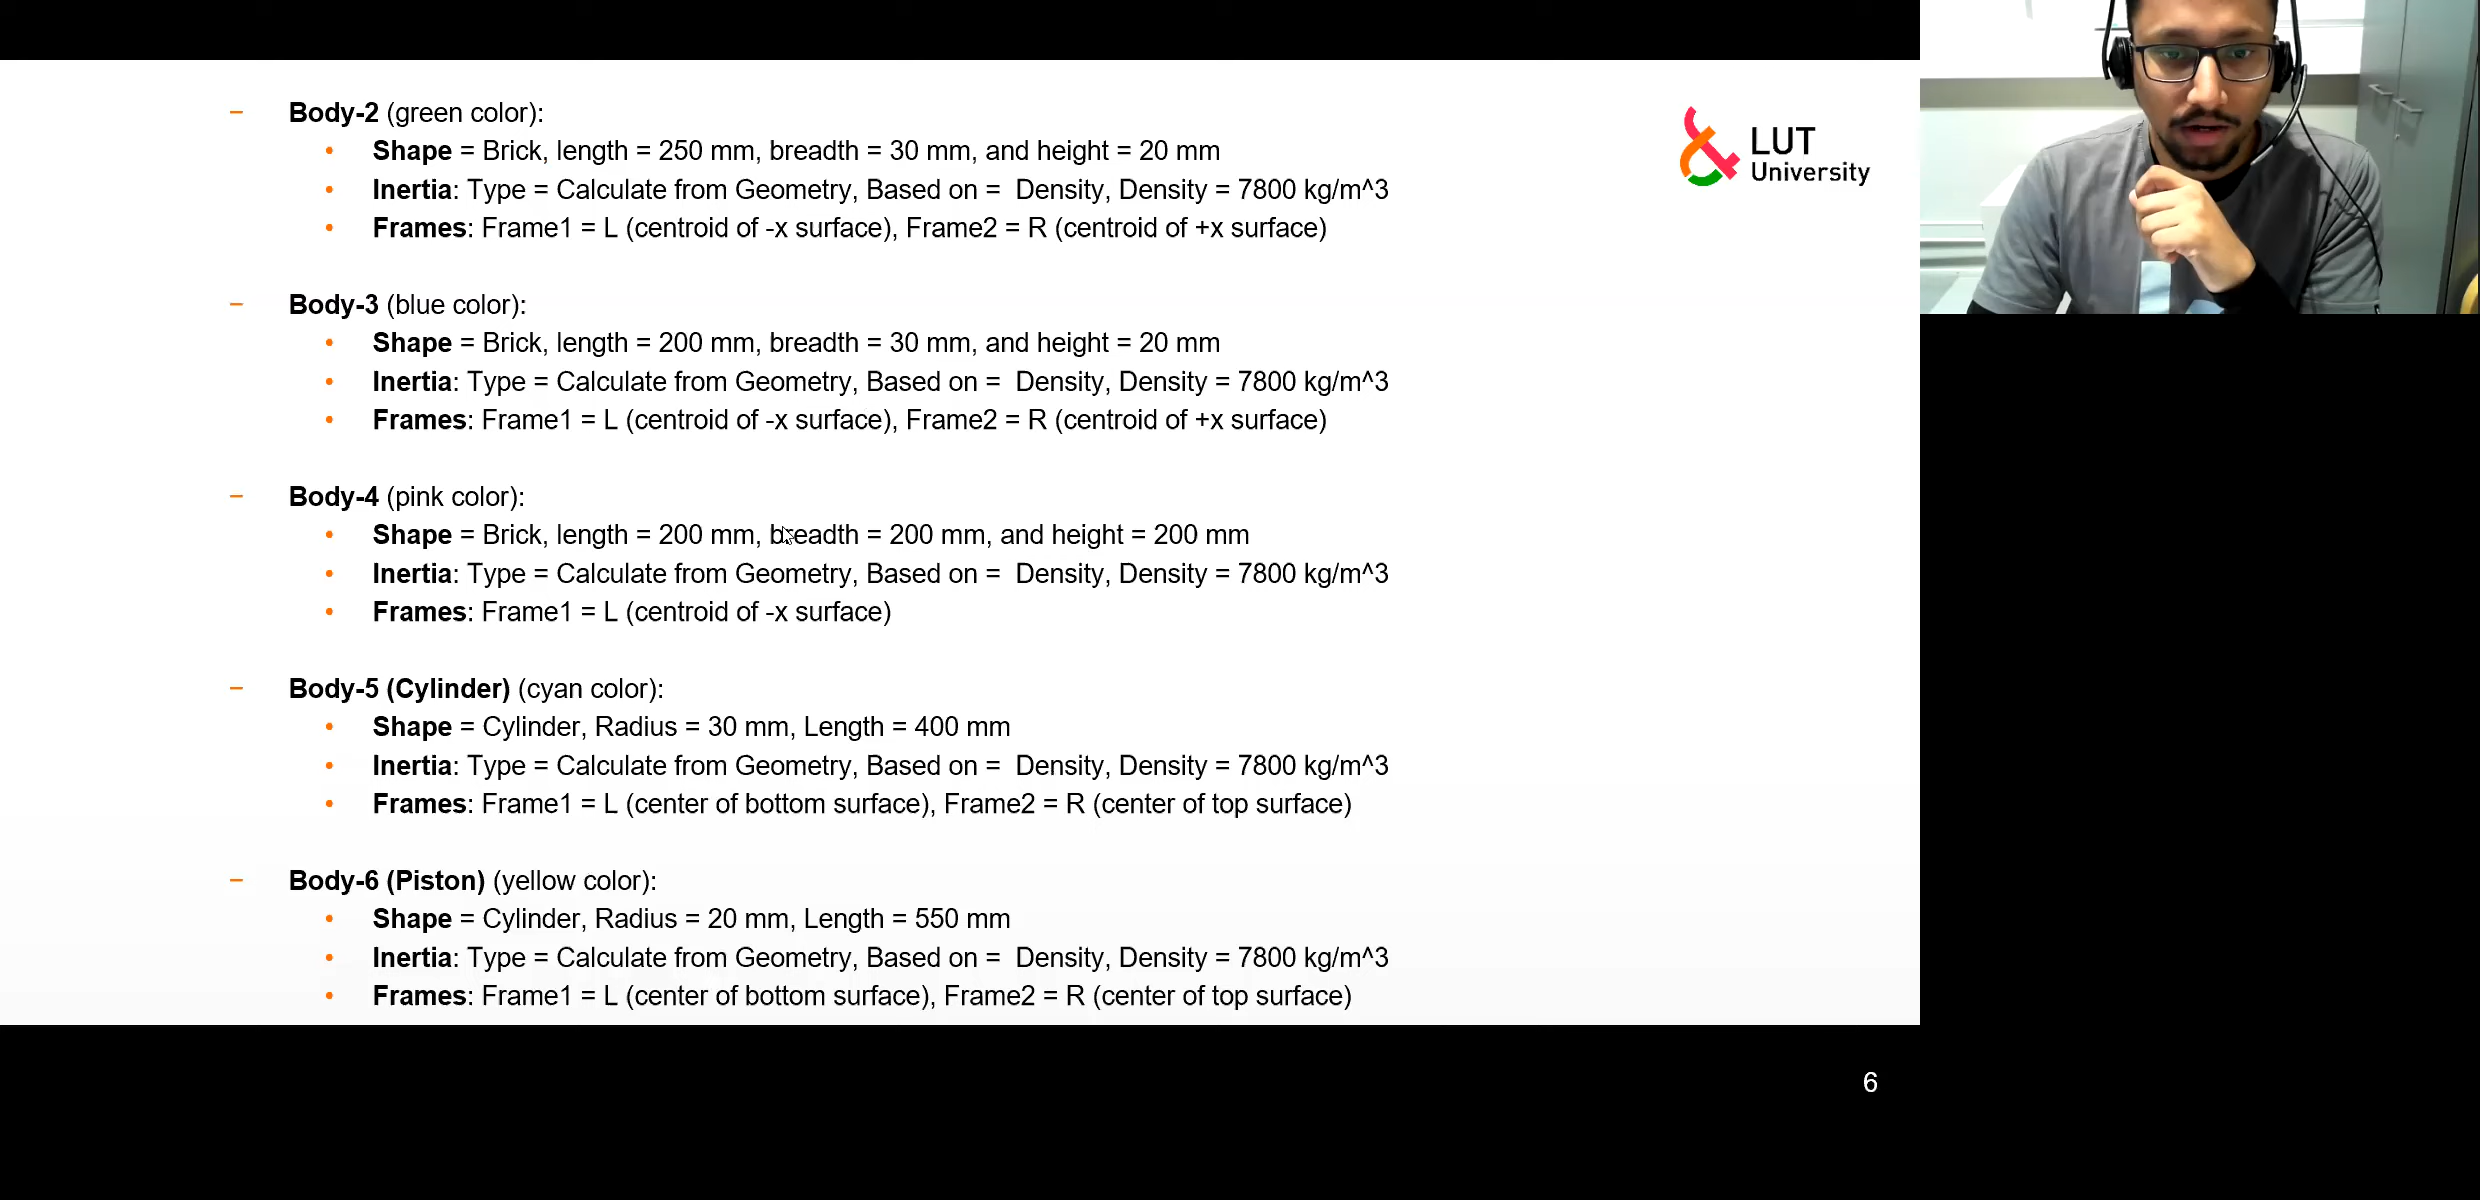 – Body-2 (green color):
• Shape = Brick, length = 250 mm, breadth = 30 mm, and height = 20 mm
• Inertia: Type = Calculate from Geometry, Based on = Density, Density = 7800 kg/m^3
• Frames: Frame1 = L (centroid of -x surface), Frame2 = R (centroid of +x surface)
LUT
University
– Body-3 (blue color):
• Shape = Brick, length = 200 mm, breadth = 30 mm, and height = 20 mm
• Inertia: Type = Calculate from Geometry, Based on = Density, Density = 7800 kg/m^3
• Frames: Frame1 = L (centroid of -x surface), Frame2 = R (centroid of +x surface)
– Body-4 (pink color):
• Shape = Brick, length = 200 mm, breadth = 200 mm, and height = 200 mm
• Inertia: Type = Calculate from Geometry, Based on = Density, Density = 7800 kg/m^3
• Frames: Frame1 = L (centroid of -x surface)
– Body-5 (Cylinder) (cyan color):
• Shape = Cylinder, Radius = 30 mm, Length = 400 mm
• Inertia: Type = Calculate from Geometry, Based on = Density, Density = 7800 kg/m^3
• Frames: Frame1 = L (center of bottom surface), Frame2 = R (center of top surface)
– Body-6 (Piston) (yellow color):
• Shape = Cylinder, Radius = 20 mm, Length = 550 mm
• Inertia: Type = Calculate from Geometry, Based on = Density, Density = 7800 kg/m^3
• Frames: Frame1 = L (center of bottom surface), Frame2 = R (center of top surface)
6